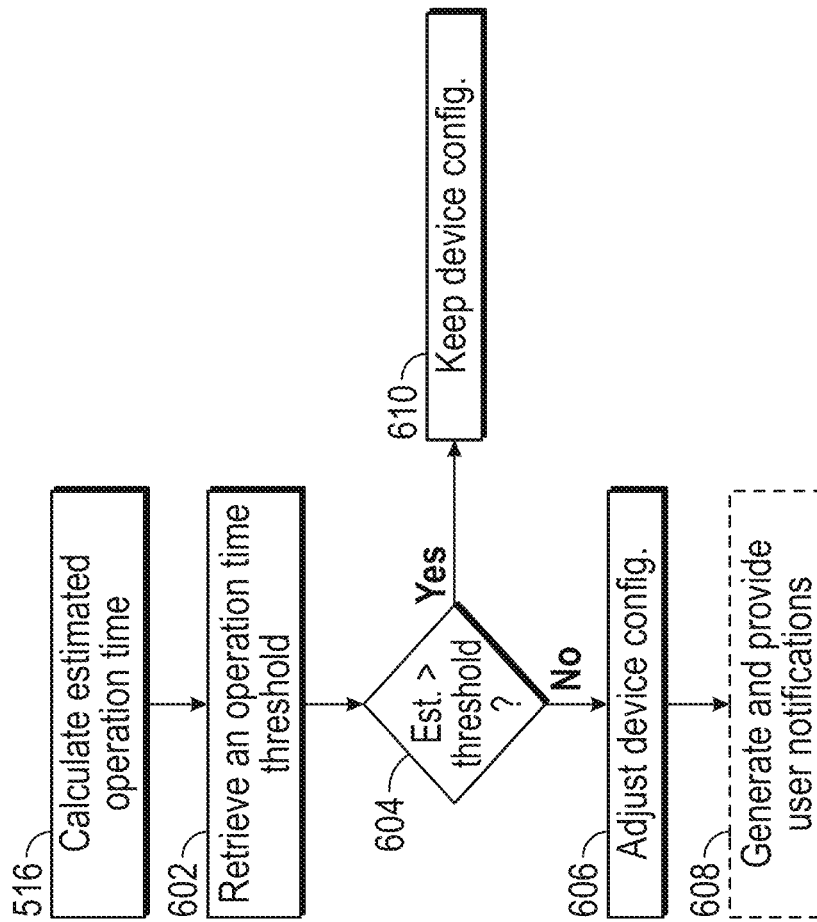 516
Calculate estimated
operation time
602
Retrieve an operation time
threshold
604
Est. >
threshold
?
Yes
610
Keep device config.
No
606
Adjust device config.
608
Generate and provide
user notifications